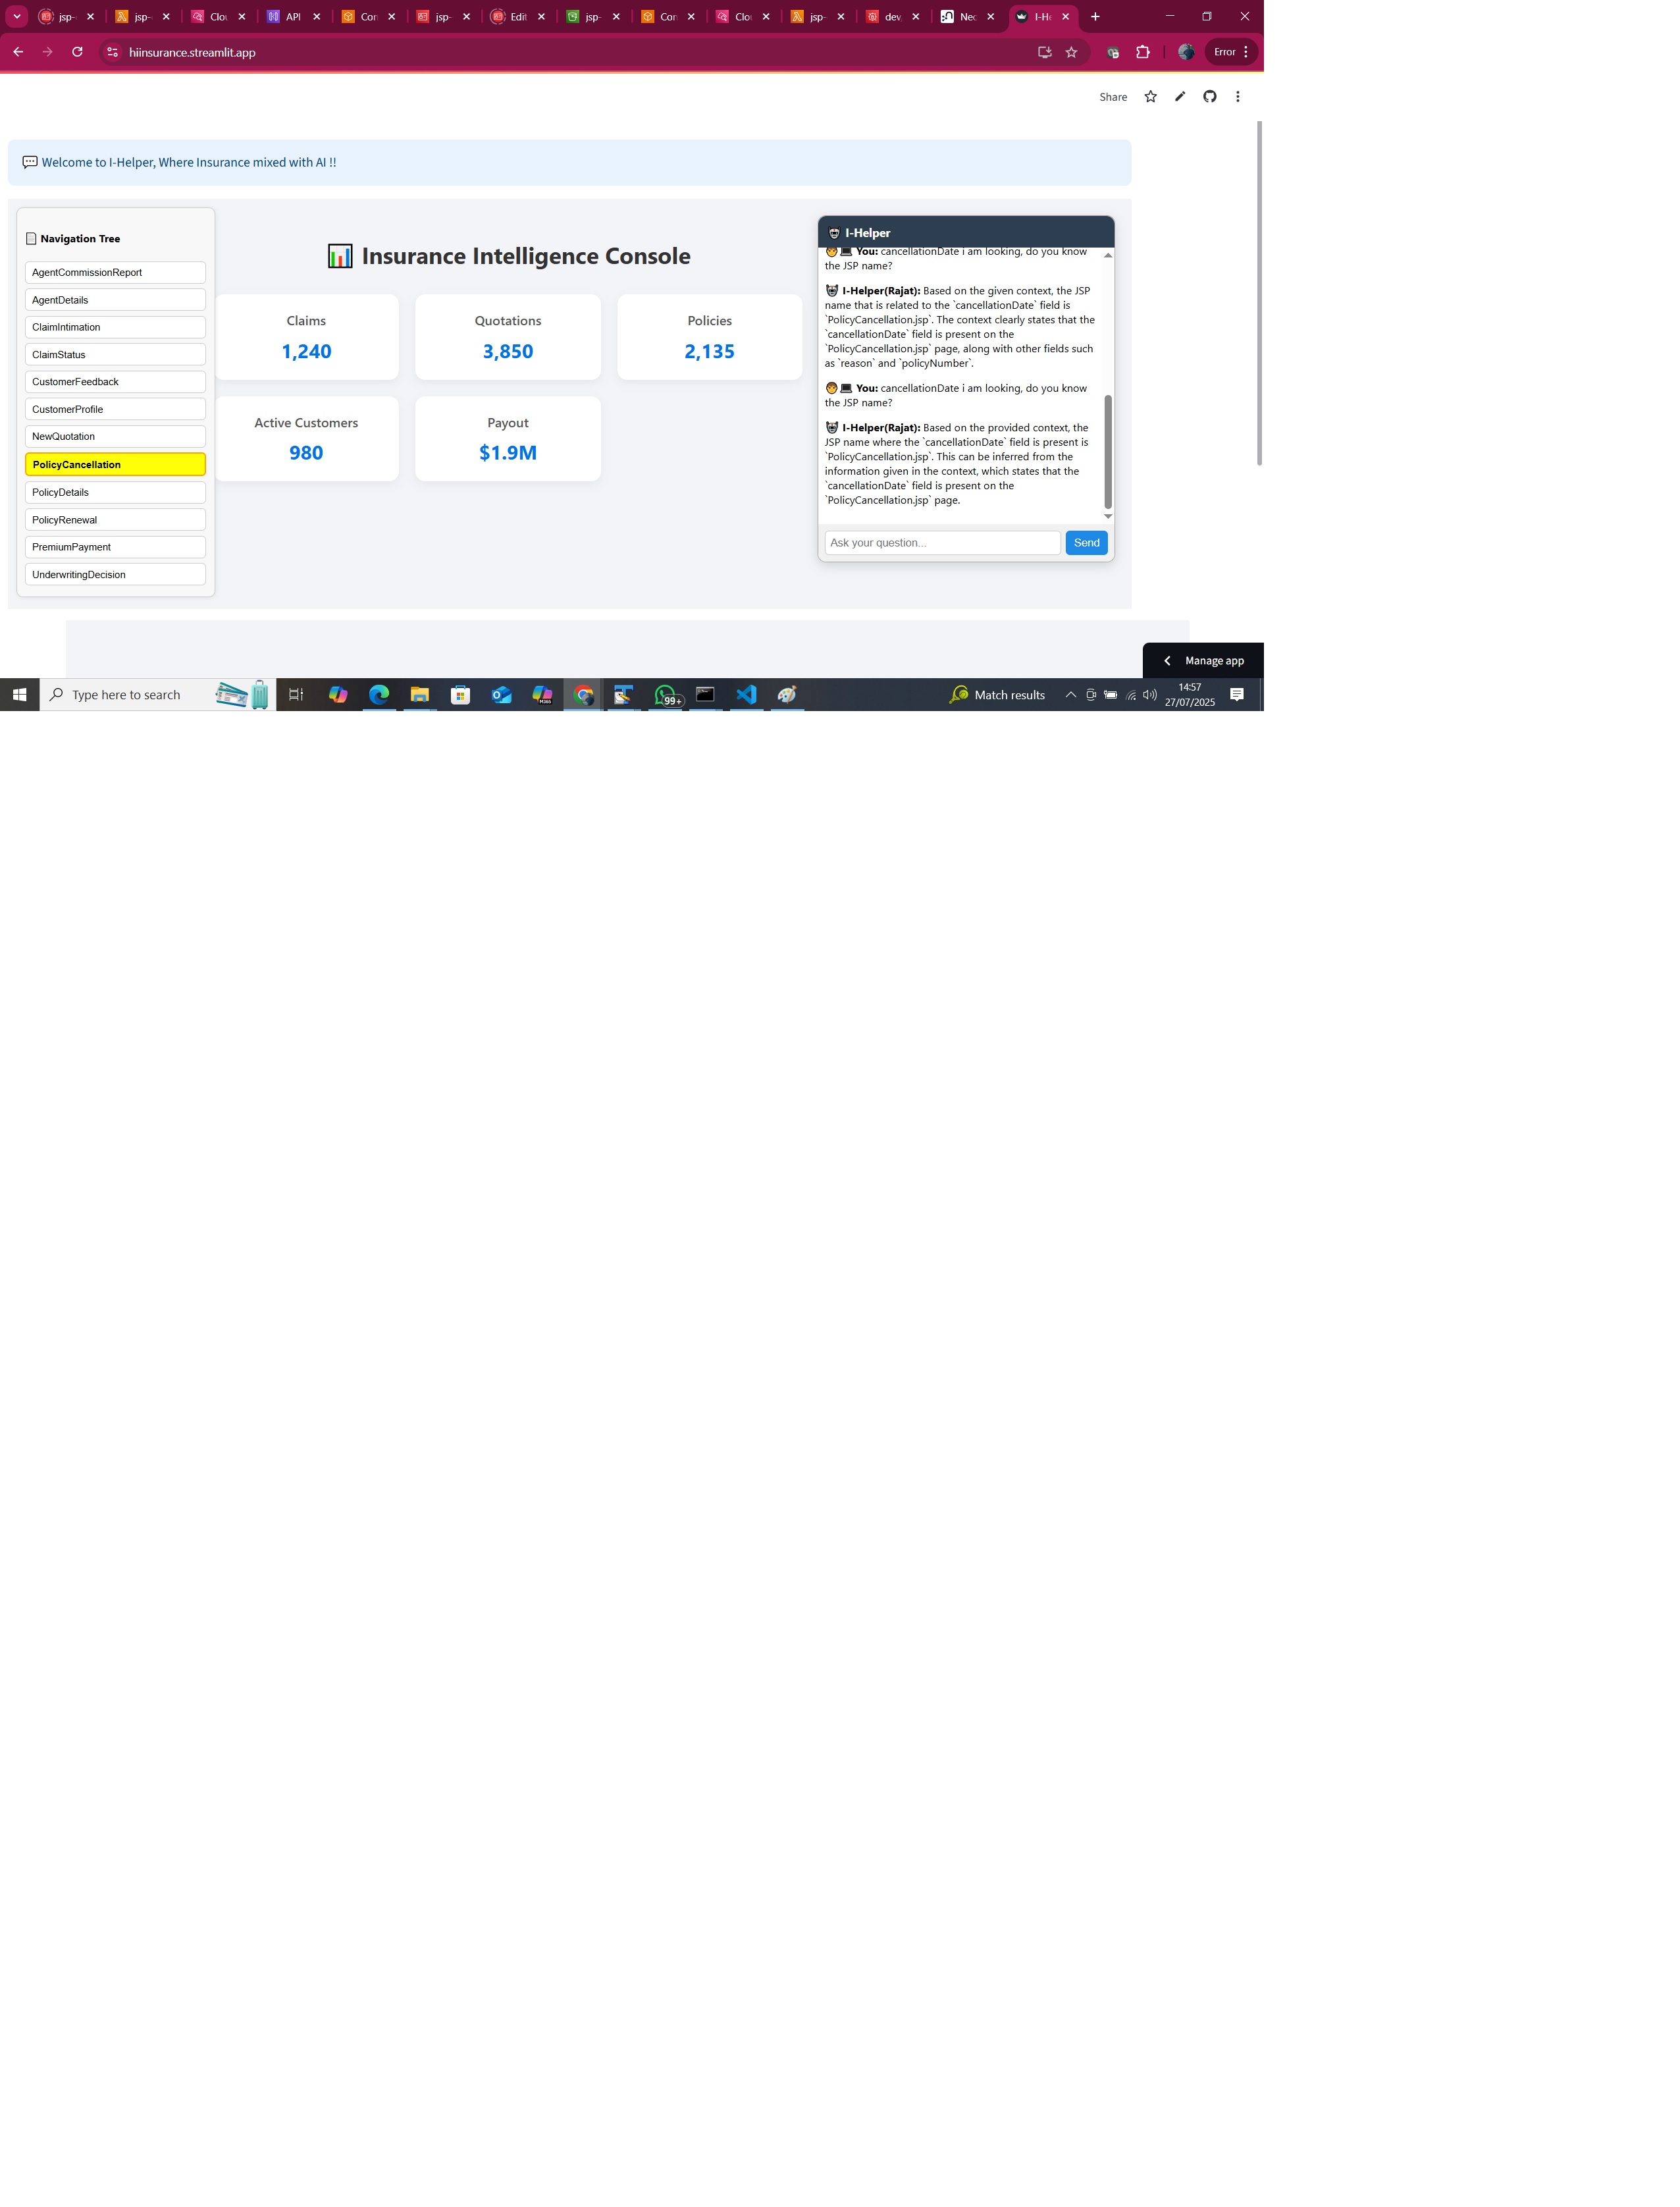 jsp-
jsp-
Clou
API
Con
jsp-
Edit
jsp-
Con
Clou
jsp-
dev
Nec
I-He
hiinsurance.streamlit.app
Error
Share
Welcome to I-Helper, Where Insurance mixed with AI !!
Navigation Tree
AgentCommissionReport
AgentDetails
ClaimIntimation
ClaimStatus
CustomerFeedback
CustomerProfile
NewQuotation
PolicyCancellation
PolicyDetails
PolicyRenewal
PremiumPayment
UnderwritingDecision
Insurance Intelligence Console
Claims
1,240
Quotations
3,850
Policies
2,135
Active Customers
980
Payout
$1.9M
I-Helper
You: cancellationDate i am looking, do you know
the JSP name?
I-Helper(Rajat): Based on the given context, the JSP
name that is related to the `cancellationDate` field is
`PolicyCancellation.jsp`. The context clearly states that the
`cancellationDate` field is present on the
`PolicyCancellation.jsp` page, along with other fields such
as `reason` and `policyNumber`.
You: cancellationDate i am looking, do you know
the JSP name?
I-Helper(Rajat): Based on the provided context, the
JSP name where the `cancellationDate` field is present is
`PolicyCancellation.jsp`. This can be inferred from the
information given in the context, which states that the
`cancellationDate` field is present on the
`PolicyCancellation.jsp` page.
Ask your question...
Send
Manage app
Type here to search
M365
99+
Match results
14:57
27/07/2025